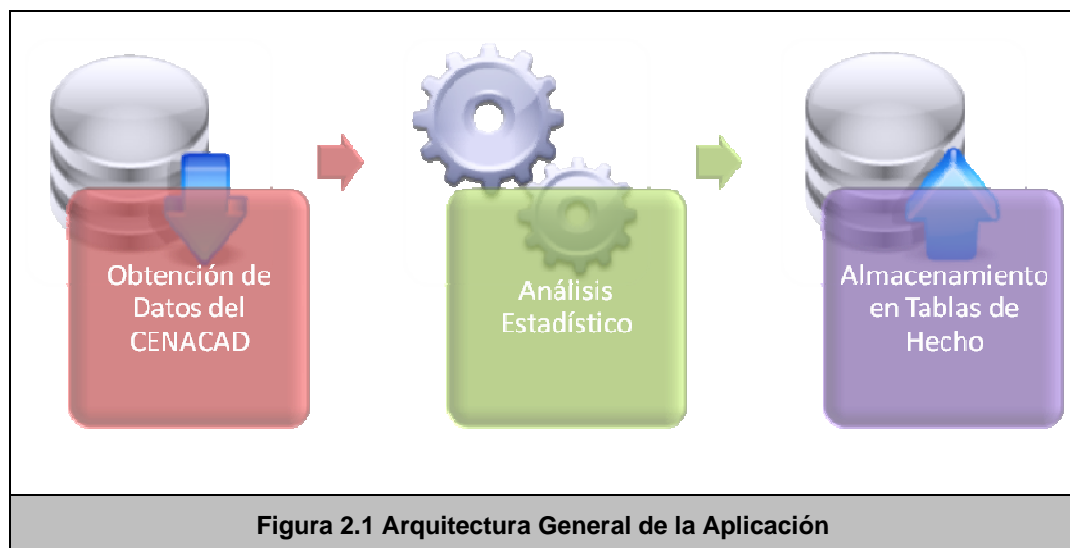 Obtención de
Datos del
CENACAD
Análisis
Estadístico
Almacenamiento
en Tablas de
Hecho
Figura 2.1 Arquitectura General de la Aplicación